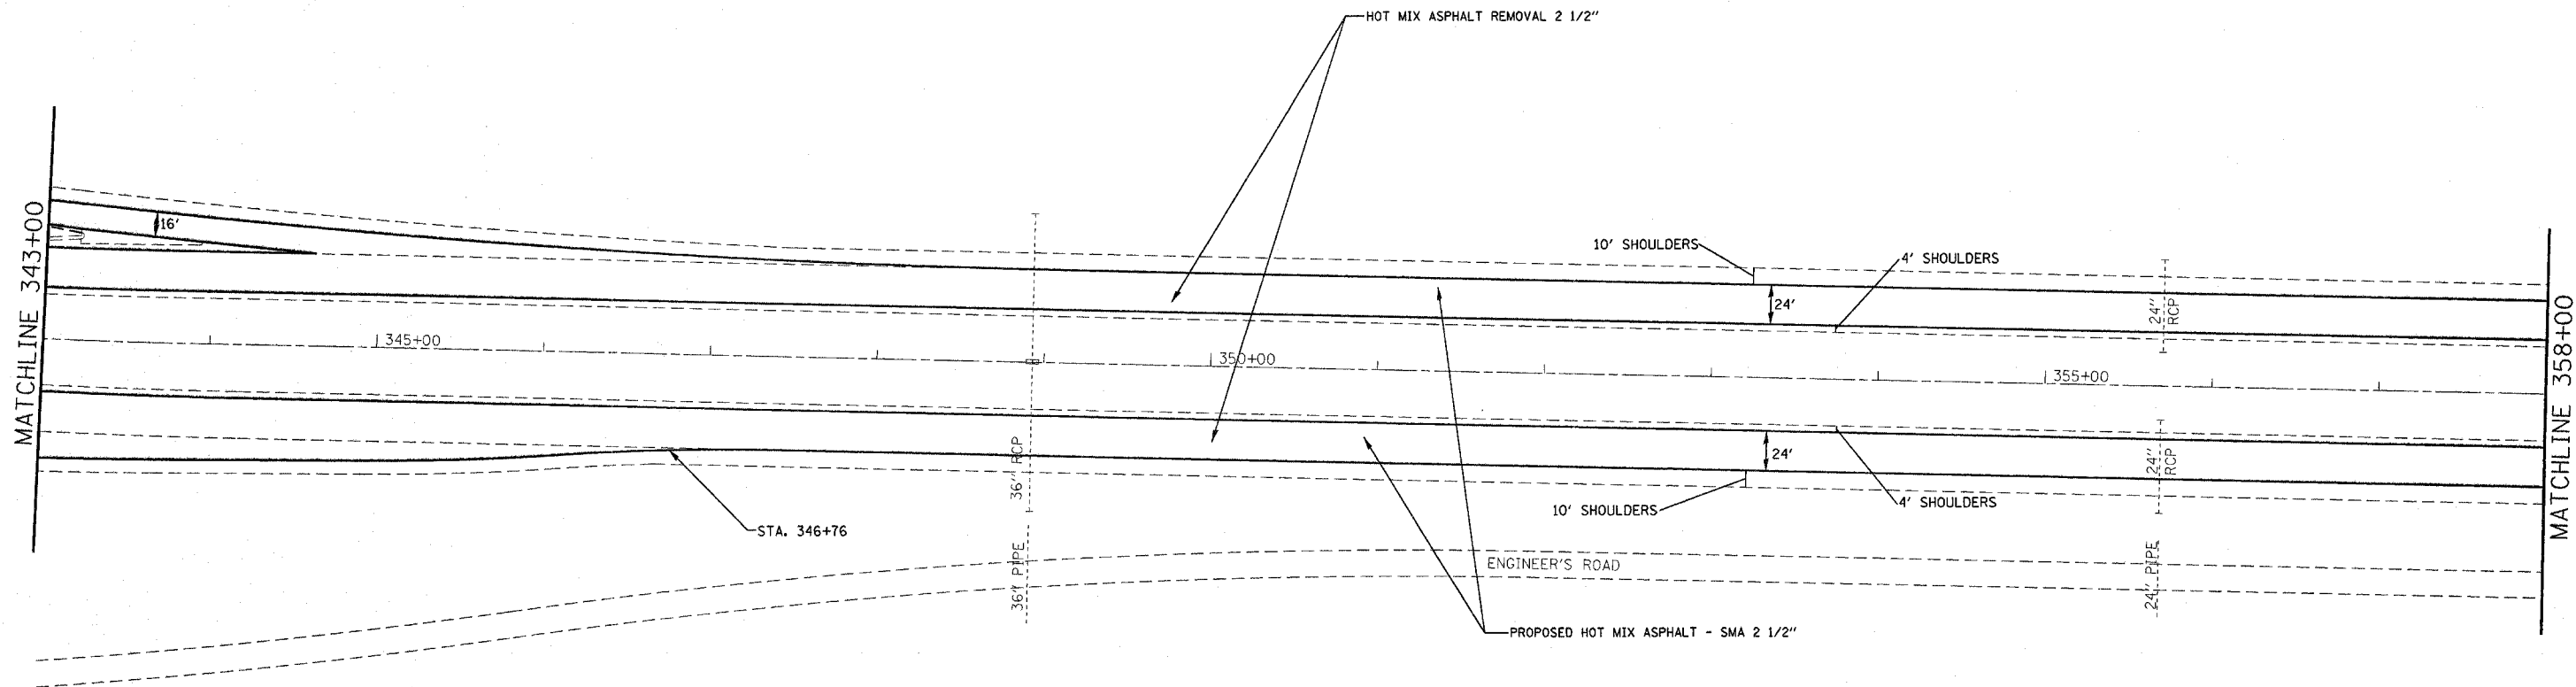 HOT MIX ASPHALT REMOVAL 2 1/2"
MATCHLINE 343+00
16'
10' SHOULDERS
4' SHOULDERS
24'
24"
RCP
345+00
350+00
355+00
MATCHLINE 358+00
36" RCP
24'
24"
RCP
10' SHOULDERS
4' SHOULDERS
STA. 346+76
36" PIPE
ENGINEER'S ROAD
24" PIPE
PROPOSED HOT MIX ASPHALT - SMA 2 1/2"